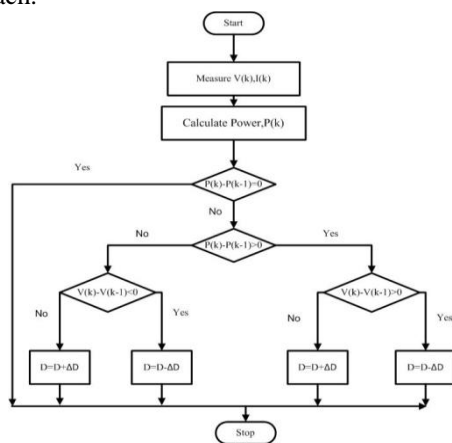 Start
Measure V(k),I(k)
Calculate Power,P(k)
Yes
P(k)-P(k-1)=0
No
No
P(k)-P(k-1)>0
Yes
V(k)-V(k-1)<0
V(k)-V(k-1)>0
No
Yes
No
Yes
D=D+ΔD
D=D-ΔD
D=D+ΔD
D=D-ΔD
Stop